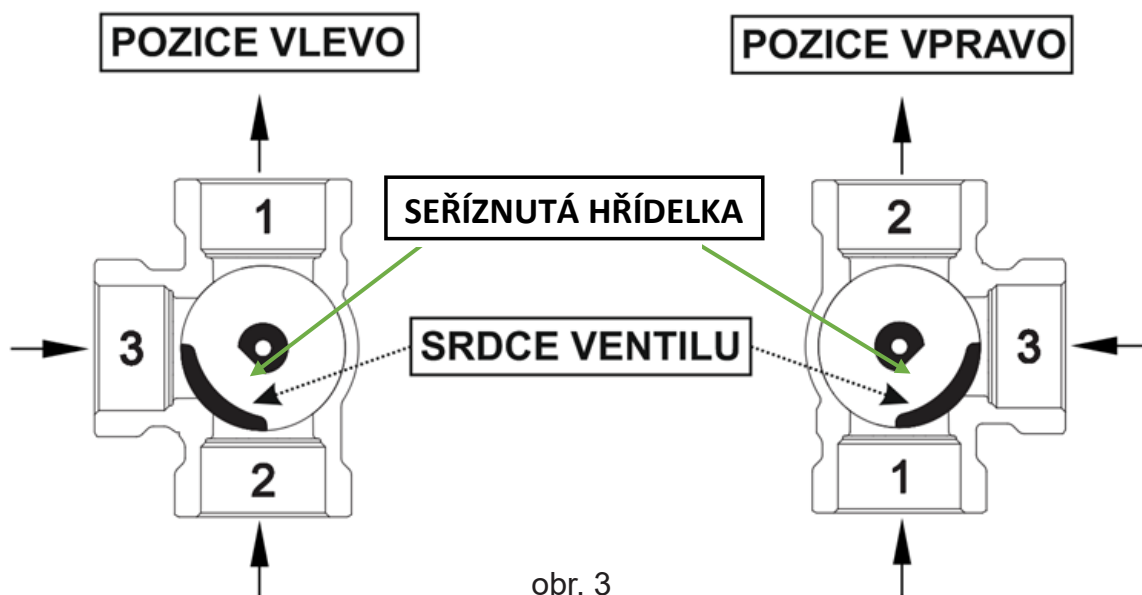 POZICE VLEVO
POZICE VPRAVO
1
SEŘÍZNUTÁ HŘÍDELKA
2
3
SRDCE VENTILU
3
2
1
obr. 3